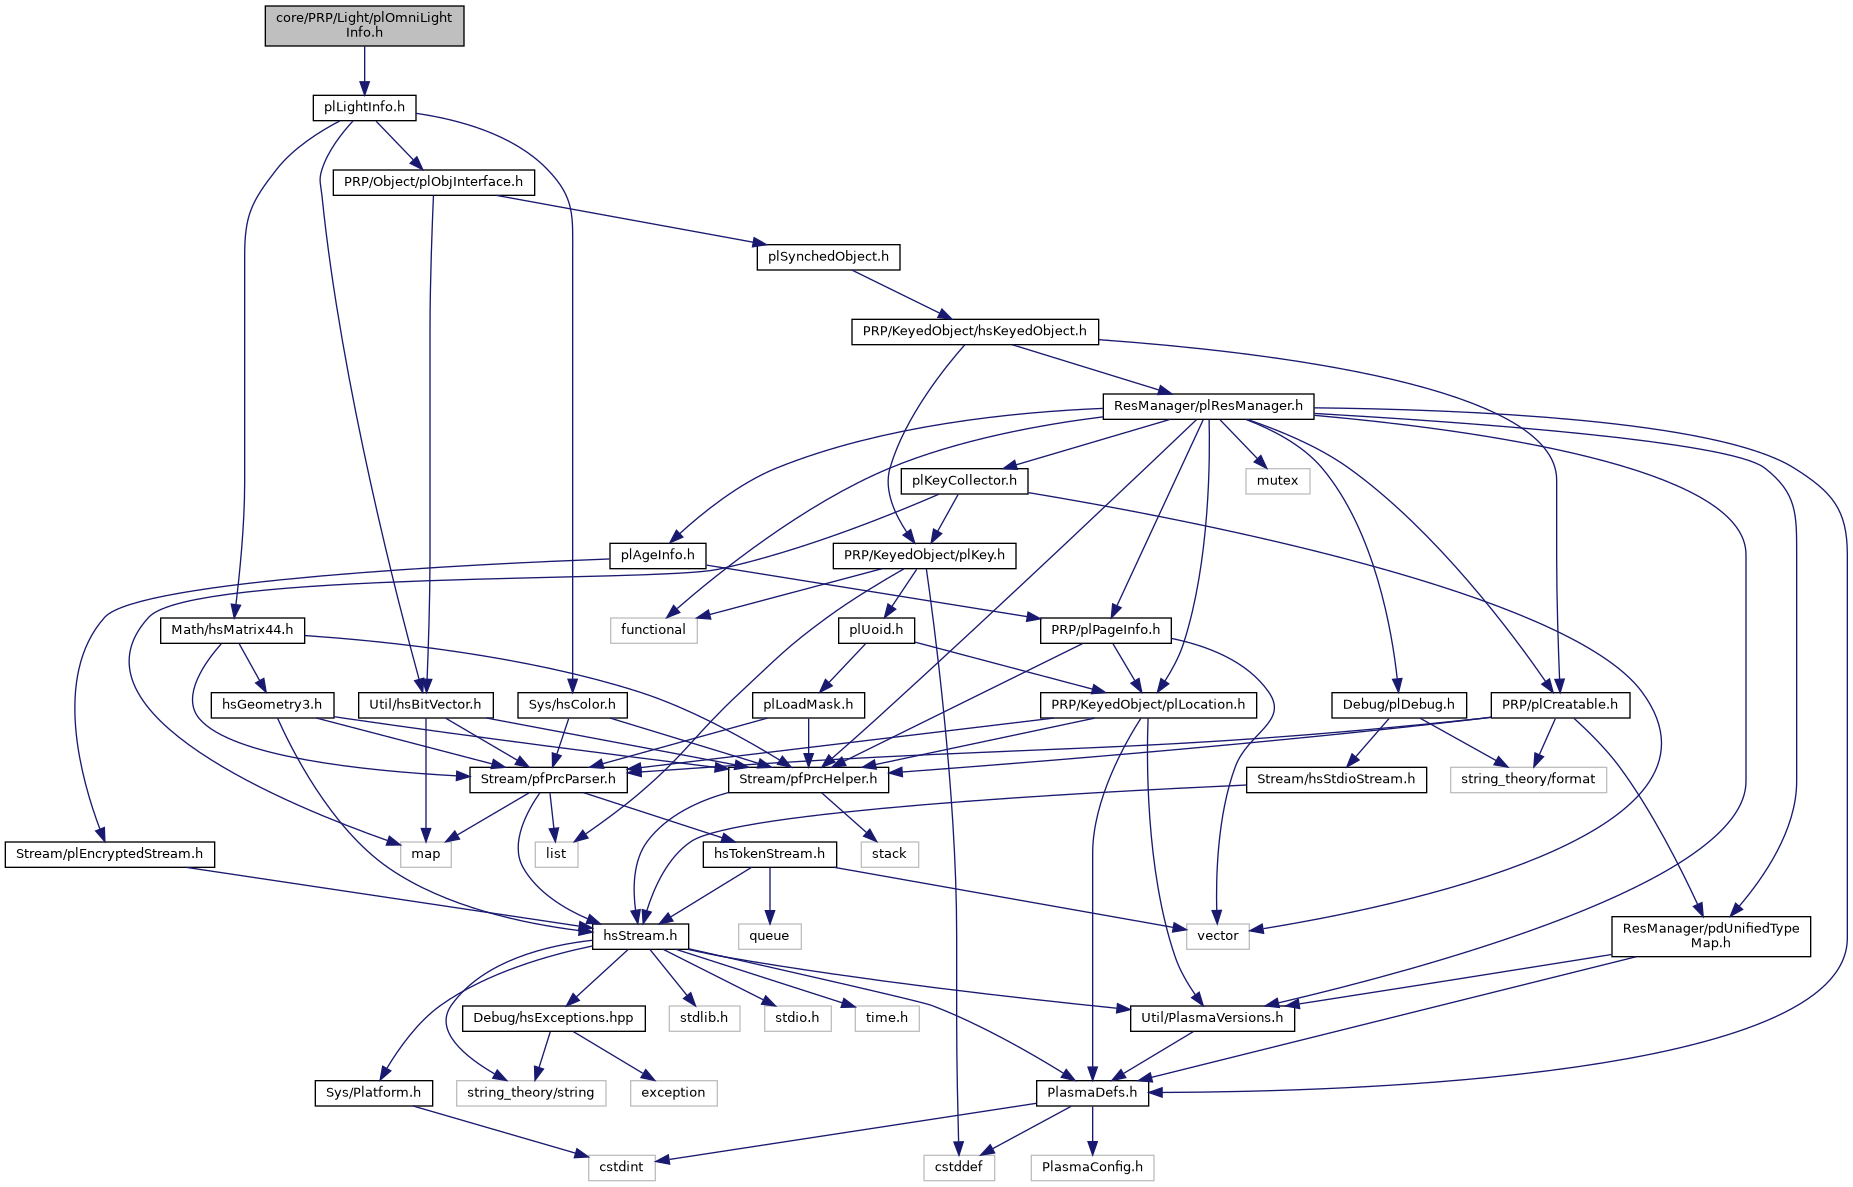 core/PRP/Light/plOmniLight
Info.h
plLightInfo.h
PRP/Object/plObjInterface.h
plSynchedObject.h
PRP/KeyedObject/hsKeyedObject.h
ResManager/plResManager.h
plKeyCollector.h
mutex
plAgeInfo.h
PRP/KeyedObject/plKey.h
Math/hsMatrix44.h
functional
plUoid.h
PRP/plPageInfo.h
hsGeometry3.h
Util/hsBitVector.h
Sys/hsColor.h
plLoadMask.h
PRP/KeyedObject/plLocation.h
Debug/plDebug.h
PRP/plCreatable.h
Stream/pfPrcParser.h
Stream/pfPrcHelper.h
Stream/hsStdioStream.h
string_theory/format
Stream/plEncryptedStream.h
map
list
hsTokenStream.h
stack
hsStream.h
queue
vector
ResManager/pdUnifiedType
Map.h
Debug/hsExceptions.hpp
stdlib.h
stdio.h
time.h
Util/PlasmaVersions.h
Sys/Platform.h
string_theory/string
exception
PlasmaDefs.h
cstdint
cstddef
PlasmaConfig.h